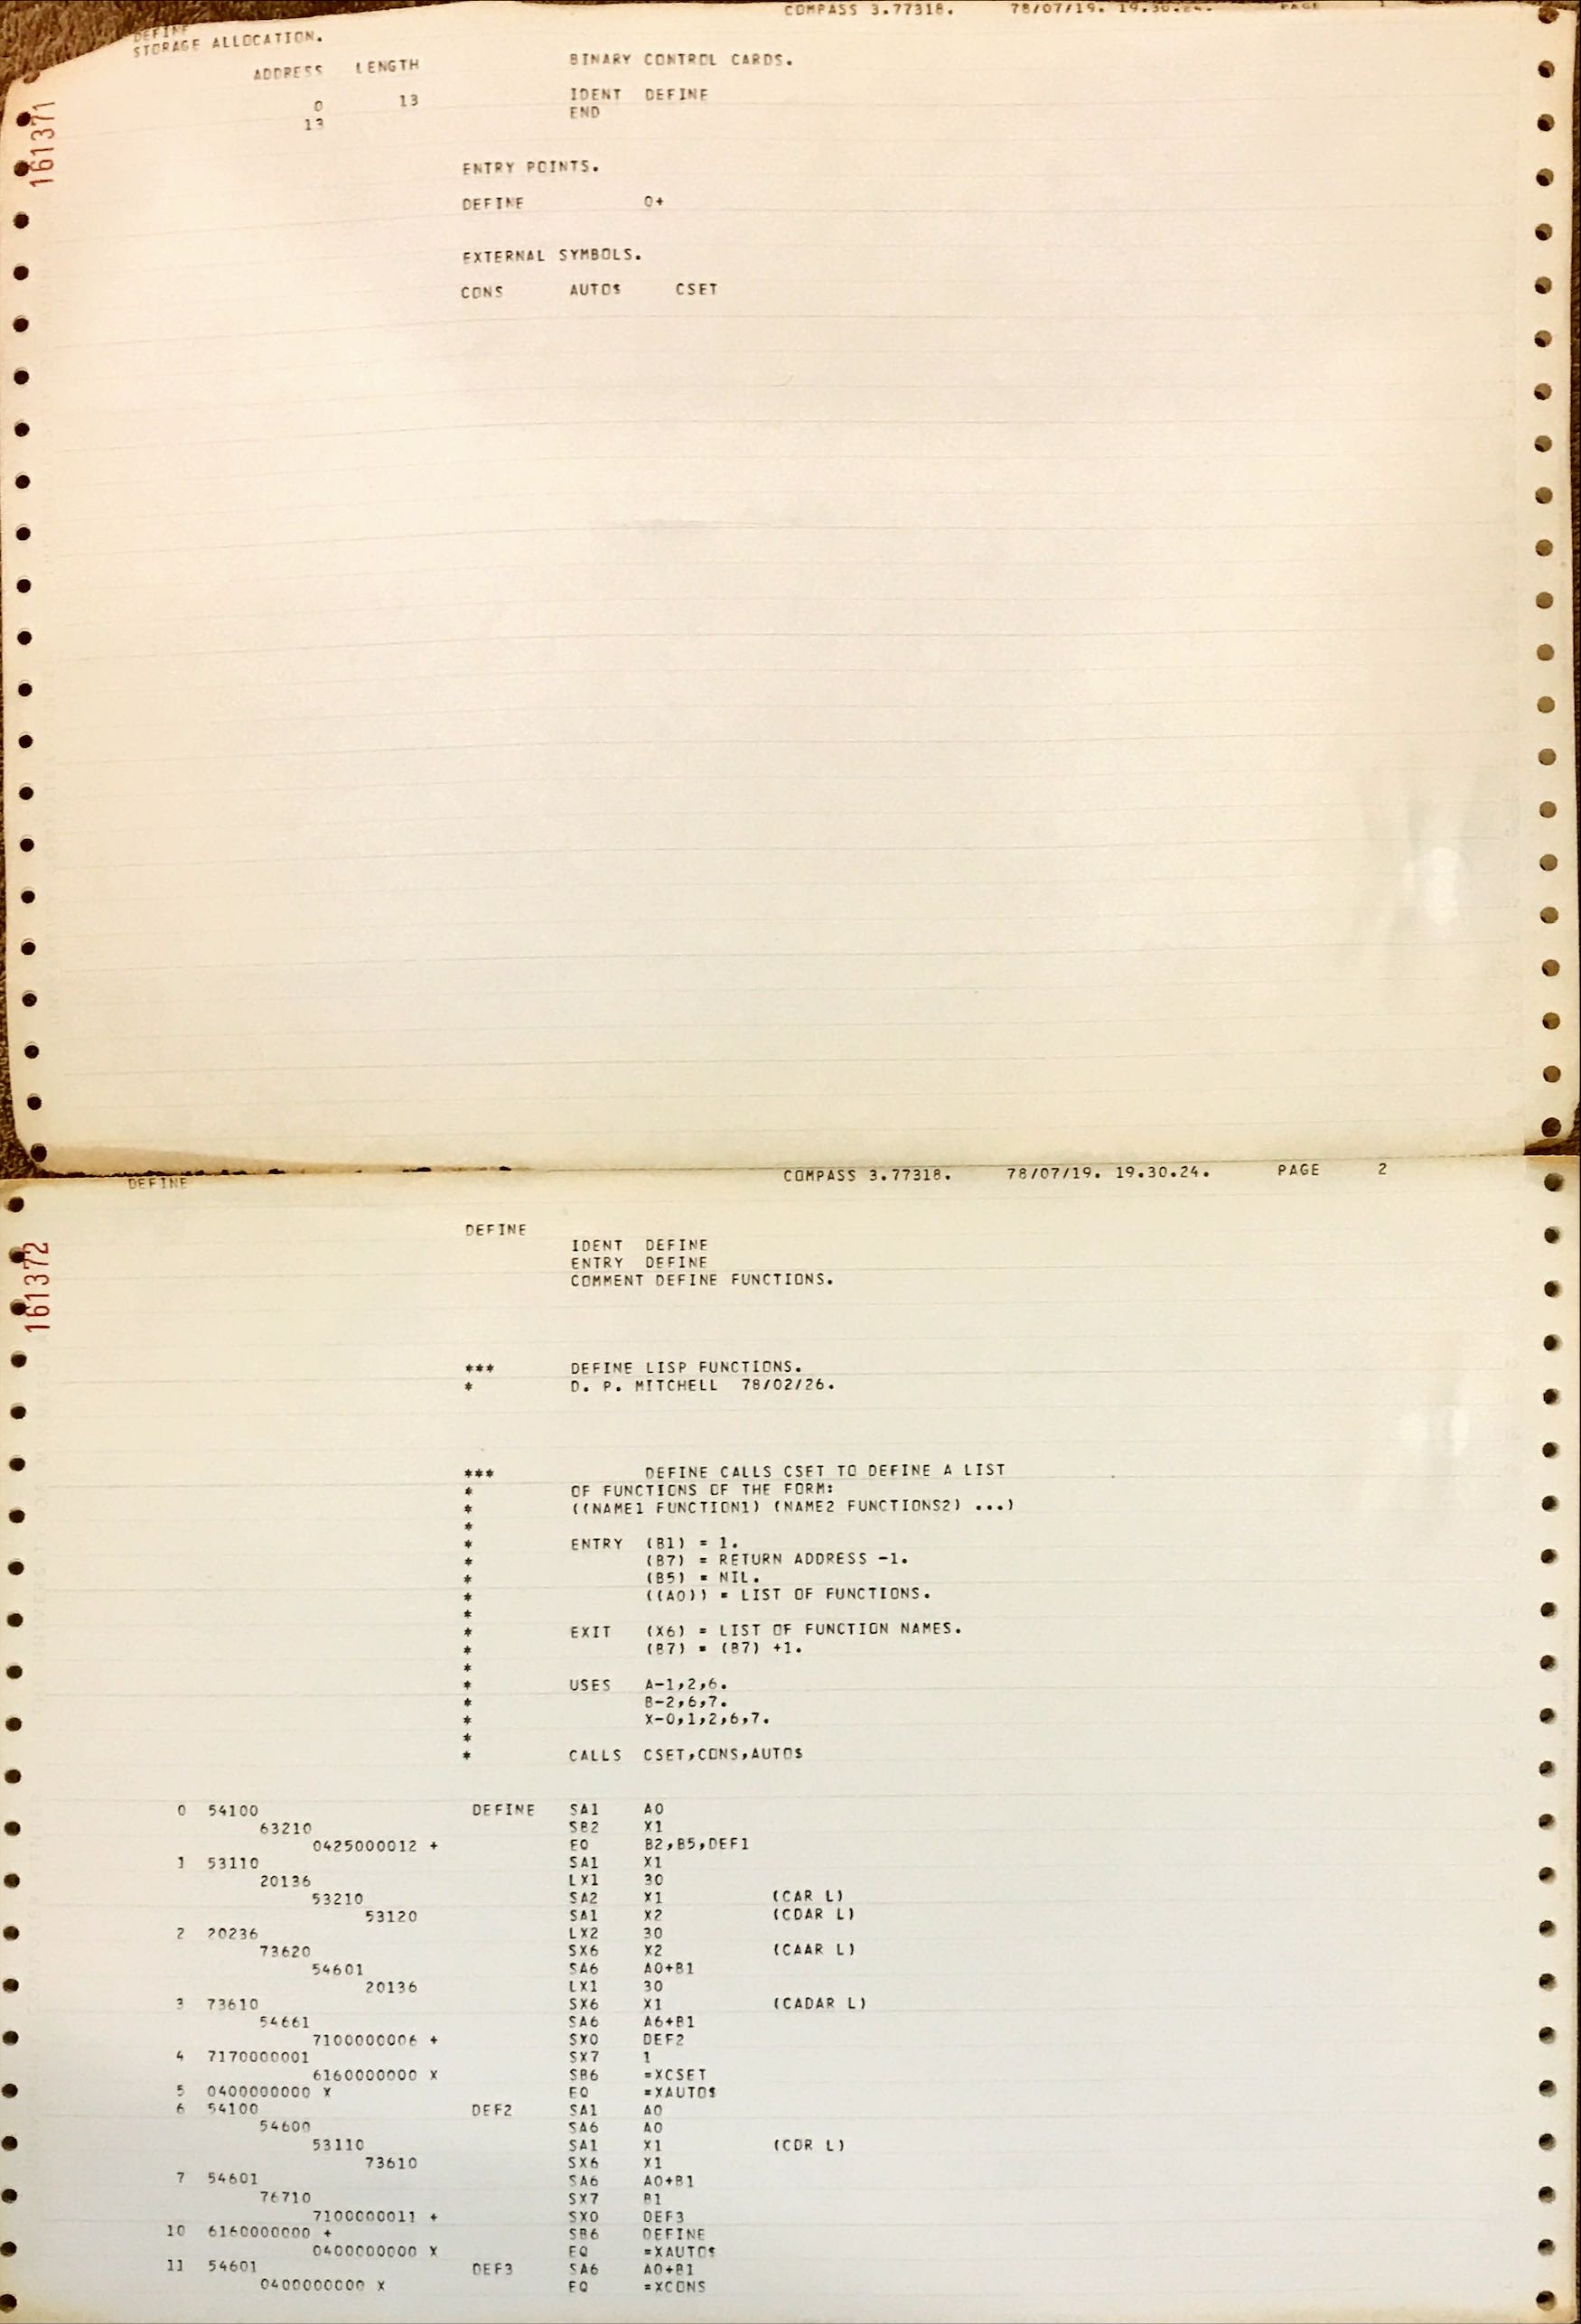 COMPASS 3.77318. 78/07/19. 19.30.24. PAGE 1
DEFINE
STORAGE ALLOCATION.
ADDRESS LENGTH BINARY CONTROL CARDS.
0 13 IDENT DEFINE
13 END
ENTRY POINTS.
DEFINE 0+
EXTERNAL SYMBOLS.
CONS AUTO$ CSET
161371
DEFINE COMPASS 3.77318. 78/07/19. 19.30.24. PAGE 2
161372
DEFINE
IDENT DEFINE
ENTRY DEFINE
COMMENT DEFINE FUNCTIONS.
*** DEFINE LISP FUNCTIONS.
* D. P. MITCHELL 78/02/26.
*** DEFINE CALLS CSET TO DEFINE A LIST
* OF FUNCTIONS OF THE FORM:
* ((NAME1 FUNCTION1) (NAME2 FUNCTIONS2) ...)
*
* ENTRY (B1) = 1.
* (B7) = RETURN ADDRESS -1.
* (B5) = NIL.
* ((A0)) = LIST OF FUNCTIONS.
*
* EXIT (X6) = LIST OF FUNCTION NAMES.
* (B7) = (B7) +1.
*
* USES A-1,2,6.
* B-2,6,7.
* X-0,1,2,6,7.
*
* CALLS CSET,CONS,AUTO$
0 54100 DEFINE SA1 A0
63210 SB2 X1
0425000012 + EQ B2,B5,DEF1
1 53110 SA1 X1
20136 LX1 30
53210 SA2 X1 (CAR L)
53120 SA1 X2 (CDAR L)
2 20236 LX2 30
73620 SX6 X2 (CAAR L)
54601 SA6 A0+B1
20136 LX1 30
3 73610 SX6 X1 (CADAR L)
54661 SA6 A6+B1
7100000006 + SX0 DEF2
4 7170000001 SX7 1
6160000000 X SB6 =XCSET
5 0400000000 X EQ =XAUTO$
6 54100 DEF2 SA1 A0
54600 SA6 A0
53110 SA1 X1 (CDR L)
73610 SX6 X1
7 54601 SA6 A0+B1
76710 SX7 B1
7100000011 + SX0 DEF3
10 6160000000 + SB6 DEFINE
0400000000 X EQ =XAUTO$
11 54601 DEF3 SA6 A0+B1
0400000000 X EQ =XCONS